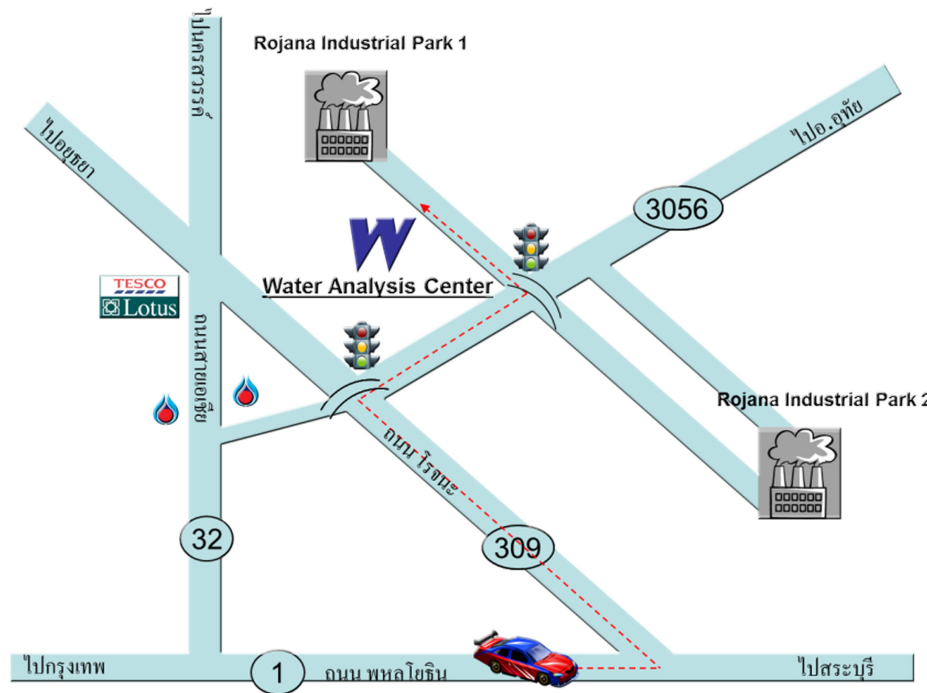 Rojana Industrial Park 1
ไปนครสวรรค์
ไปอยุธยา
ไปอ.อุทัย
3056
Water Analysis Center
TESCO
Lotus
ถนนสายเอเซีย
Rojana Industrial Park 2
ถนน โรจนะ
32
309
ไปกรุงเทพ
1
ถนน พหลโยธิน
ไปสระบุรี